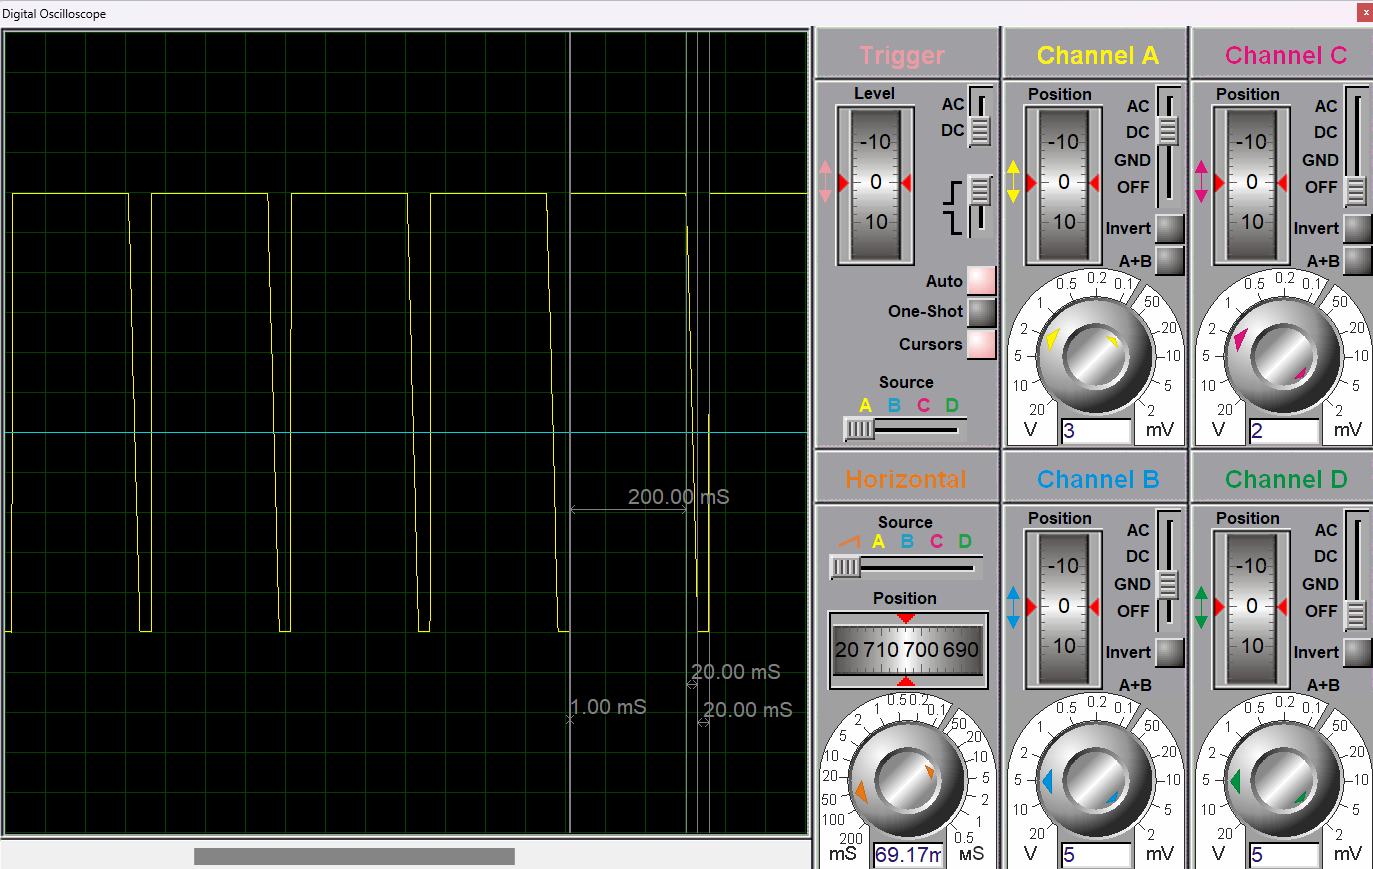 Digital Oscilloscope
x
200.00 mS
20.00 mS
1.00 mS
20.00 mS
Trigger
Level
AC
DC
-10
0
10
Auto
One-Shot
Cursors
Source
A B C D
Channel A
Position
AC
DC
GND
OFF
-10
0
10
Invert
A+B
0.5 0.2 0.1
1 50
2 20
5 10
10 5
20 2
V 3 mV
Channel C
Position
AC
DC
GND
OFF
-10
0
10
Invert
A+B
0.5 0.2 0.1
1 50
2 20
5 10
10 5
20 2
V 2 mV
Horizontal
Source
A B C D
Position
20 710 700 690
0.5 0.2
1 0.1
2 50
5 20
10 10
20 5
50 2
100 1
200 0.5
mS 69.17m µS
Channel B
Position
AC
DC
GND
OFF
-10
0
10
Invert
A+B
0.5 0.2 0.1
1 50
2 20
5 10
10 5
20 2
V 5 mV
Channel D
Position
AC
DC
GND
OFF
-10
0
10
Invert
A+B
0.5 0.2 0.1
1 50
2 20
5 10
10 5
20 2
V 5 mV